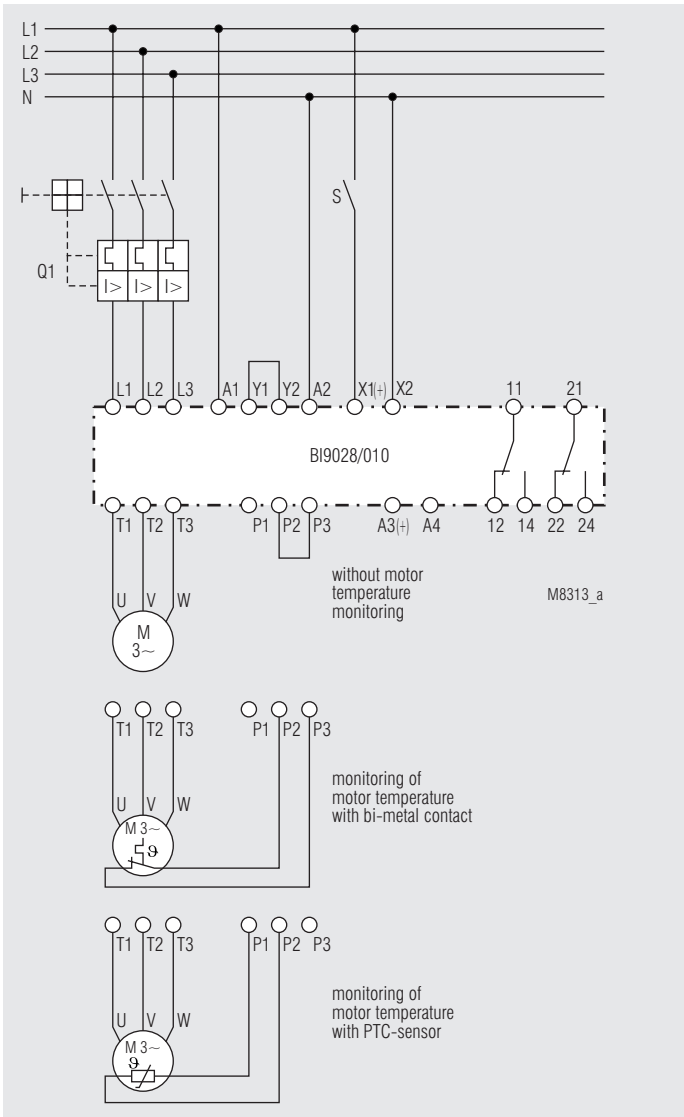 L1
L2
L3
N
S
Q1
I> I> I>
L1 L2 L3 A1 Y1 Y2 A2 X1(+) X2 11 21
BI9028/010
T1 T2 T3 P1 P2 P3 A3(+) A4 12 14 22 24
without motor
temperature
monitoring
M8313_a
U V W
M
3~
T1 T2 T3 P1 P2 P3
monitoring of
motor temperature
with bi-metal contact
U V W
M 3~
ϑ
T1 T2 T3 P1 P2 P3
monitoring of
motor temperature
with PTC-sensor
U V W
M 3~
ϑ